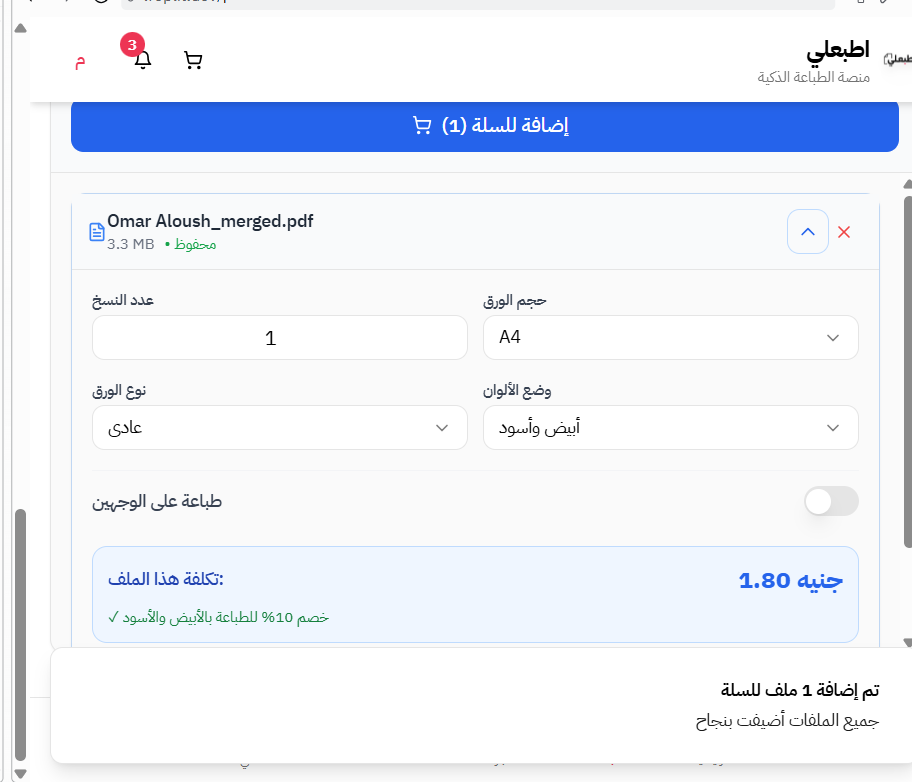 اطبعلي
منصة الطباعة الذكية
3
م
إضافة للسلة (1)
Omar Aloush_merged.pdf
3.3 MB • محفوظ
حجم الورق
عدد النسخ
A4
1
وضع الألوان
نوع الورق
أبيض وأسود
عادى
طباعة على الوجهين
تكلفة هذا الملف:
1.80 جنيه
✓ خصم 10% للطباعة بالأبيض والأسود
تم إضافة 1 ملف للسلة
جميع الملفات أضيفت بنجاح